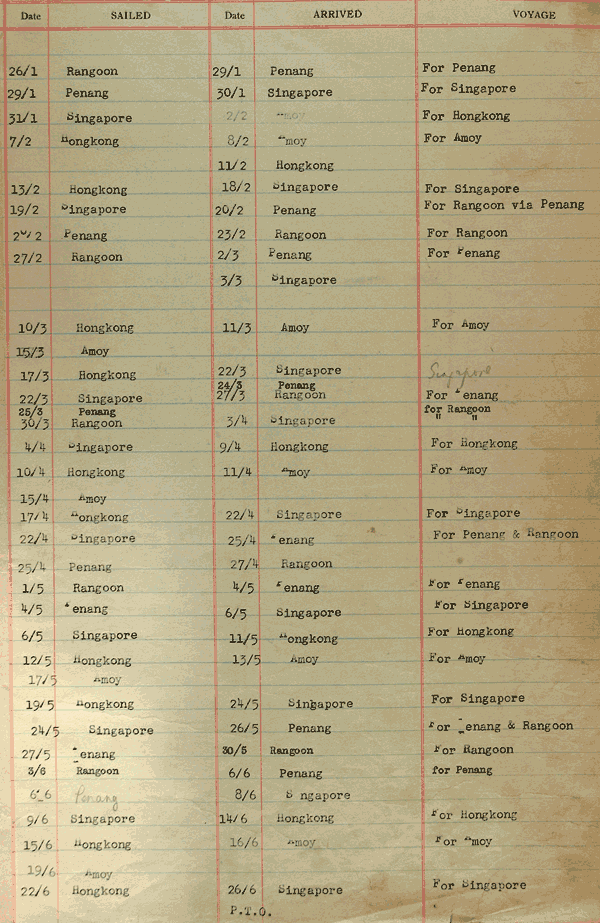 Date SAILED Date ARRIVED VOYAGE
26/1 Rangoon 29/1 Penang For Penang
29/1 Penang 30/1 Singapore For Singapore
31/1 Singapore 2/2 Amoy For Hongkong
7/2 Hongkong 8/2 Amoy For Amoy
11/2 Hongkong
13/2 Hongkong 18/2 Singapore For Singapore
19/2 Singapore 20/2 Penang For Rangoon via Penang
Penang 23/2 Rangoon For Rangoon
27/2 Rangoon 2/3 Penang For Penang
3/3 Singapore
10/3 Hongkong 11/3 Amoy For Amoy
15/3 Amoy
17/3 Hongkong 22/3 Singapore Singapore
24/3 Penang
22/3 Singapore 27/3 Rangoon For Penang
25/3 Penang for Rangoon
30/3 Rangoon 3/4 Singapore " "
4/4 Singapore 9/4 Hongkong For Hongkong
10/4 Hongkong 11/4 Amoy For Amoy
15/4 Amoy
17/4 Hongkong 22/4 Singapore For Singapore
22/4 Singapore 25/4 Penang For Penang & Rangoon
25/4 Penang 27/4 Rangoon
1/5 Rangoon 4/5 Penang For Penang
4/5 Penang 6/5 Singapore For Singapore
6/5 Singapore 11/5 Hongkong For Hongkong
12/5 Hongkong 13/5 Amoy For Amoy
17/5 Amoy
19/5 Hongkong 24/5 Singapore For Singapore
24/5 Singapore 26/5 Penang For Penang & Rangoon
27/5 Penang 30/5 Rangoon For Rangoon
3/6 Rangoon 6/6 Penang for Penang
6/6 Penang 8/6 S ngapore
9/6 Singapore 14/6 Hongkong For Hongkong
15/6 Hongkong 16/6 Amoy For Amoy
19/6 Amoy
22/6 Hongkong 26/6 Singapore For Singapore
P.T.O.